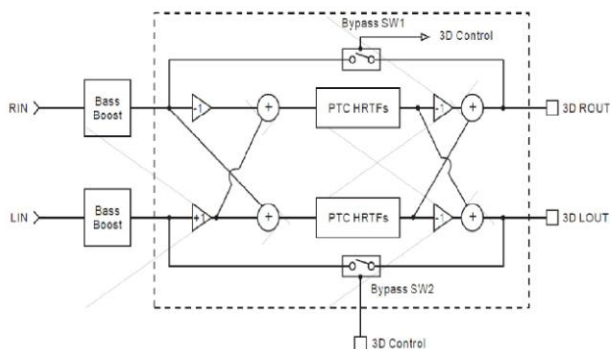 Bypass SW1
3D Control
RIN
Bass
Boost
-1
+
PTC HRTFs
-1
+
3D ROUT
LIN
Bass
Boost
+1
+
PTC HRTFs
-1
+
3D LOUT
Bypass SW2
3D Control